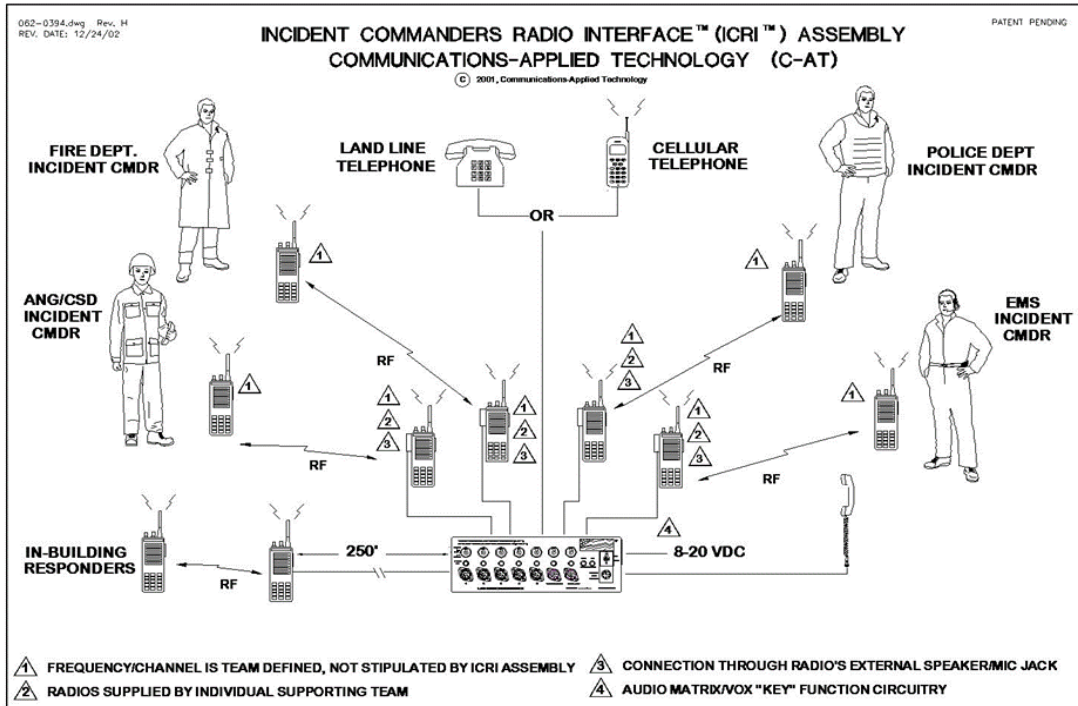 062-0394.dwg Rev. H
REV. DATE: 12/24/02
PATENT PENDING
INCIDENT COMMANDERS RADIO INTERFACE™ (ICRI™) ASSEMBLY
COMMUNICATIONS-APPLIED TECHNOLOGY (C-AT)
© 2001, Communications-Applied Technology
FIRE DEPT.
INCIDENT CMDR
LAND LINE
TELEPHONE
CELLULAR
TELEPHONE
POLICE DEPT
INCIDENT CMDR
OR
1
1
ANG/CSD
INCIDENT
CMDR
EMS
INCIDENT
CMDR
RF
1
2
3
RF
1
1
2
3
1
2
3
1
2
3
1
RF
RF
4
IN-BUILDING
RESPONDERS
RF
250'
8-20 VDC
1 FREQUENCY/CHANNEL IS TEAM DEFINED, NOT STIPULATED BY ICRI ASSEMBLY
2 RADIOS SUPPLIED BY INDIVIDUAL SUPPORTING TEAM
3 CONNECTION THROUGH RADIO'S EXTERNAL SPEAKER/MIC JACK
4 AUDIO MATRIX/VOX "KEY" FUNCTION CIRCUITRY